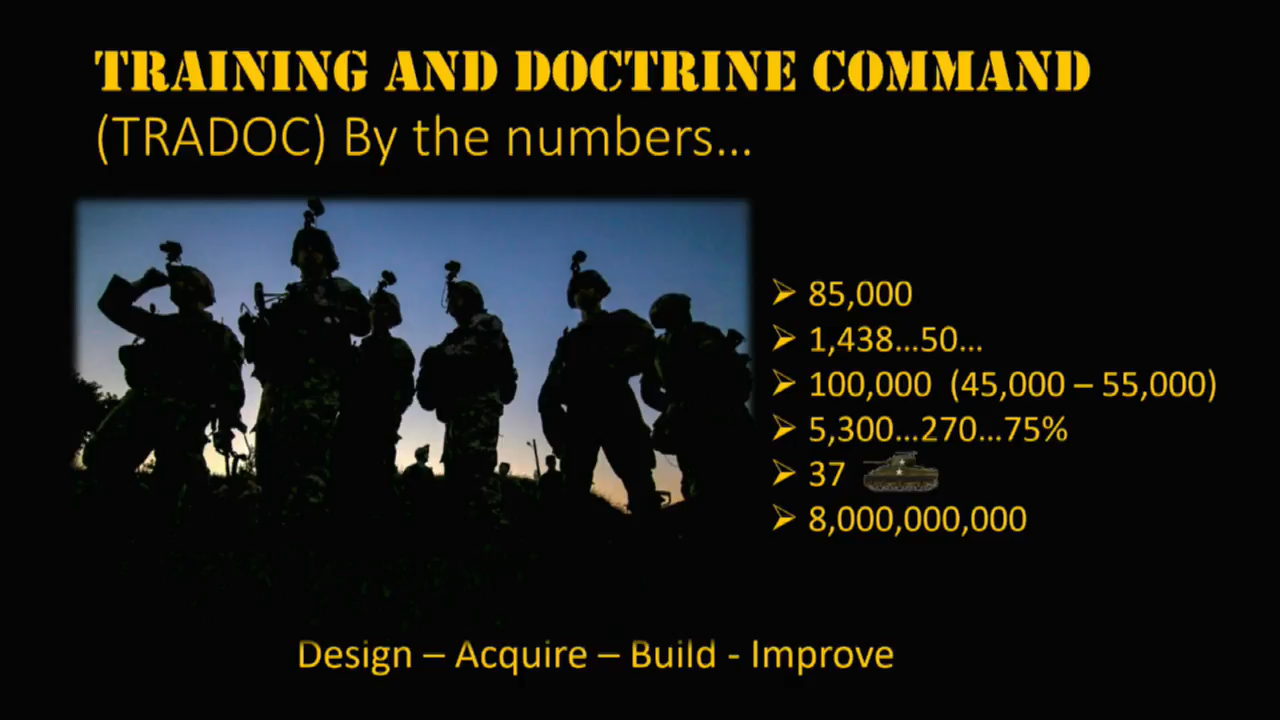 TRAINING AND DOCTRINE COMMAND
(TRADOC) By the numbers...
➢ 85,000
➢ 1,438...50...
➢ 100,000 (45,000 – 55,000)
➢ 5,300...270...75%
➢ 37
➢ 8,000,000,000
Design – Acquire – Build - Improve